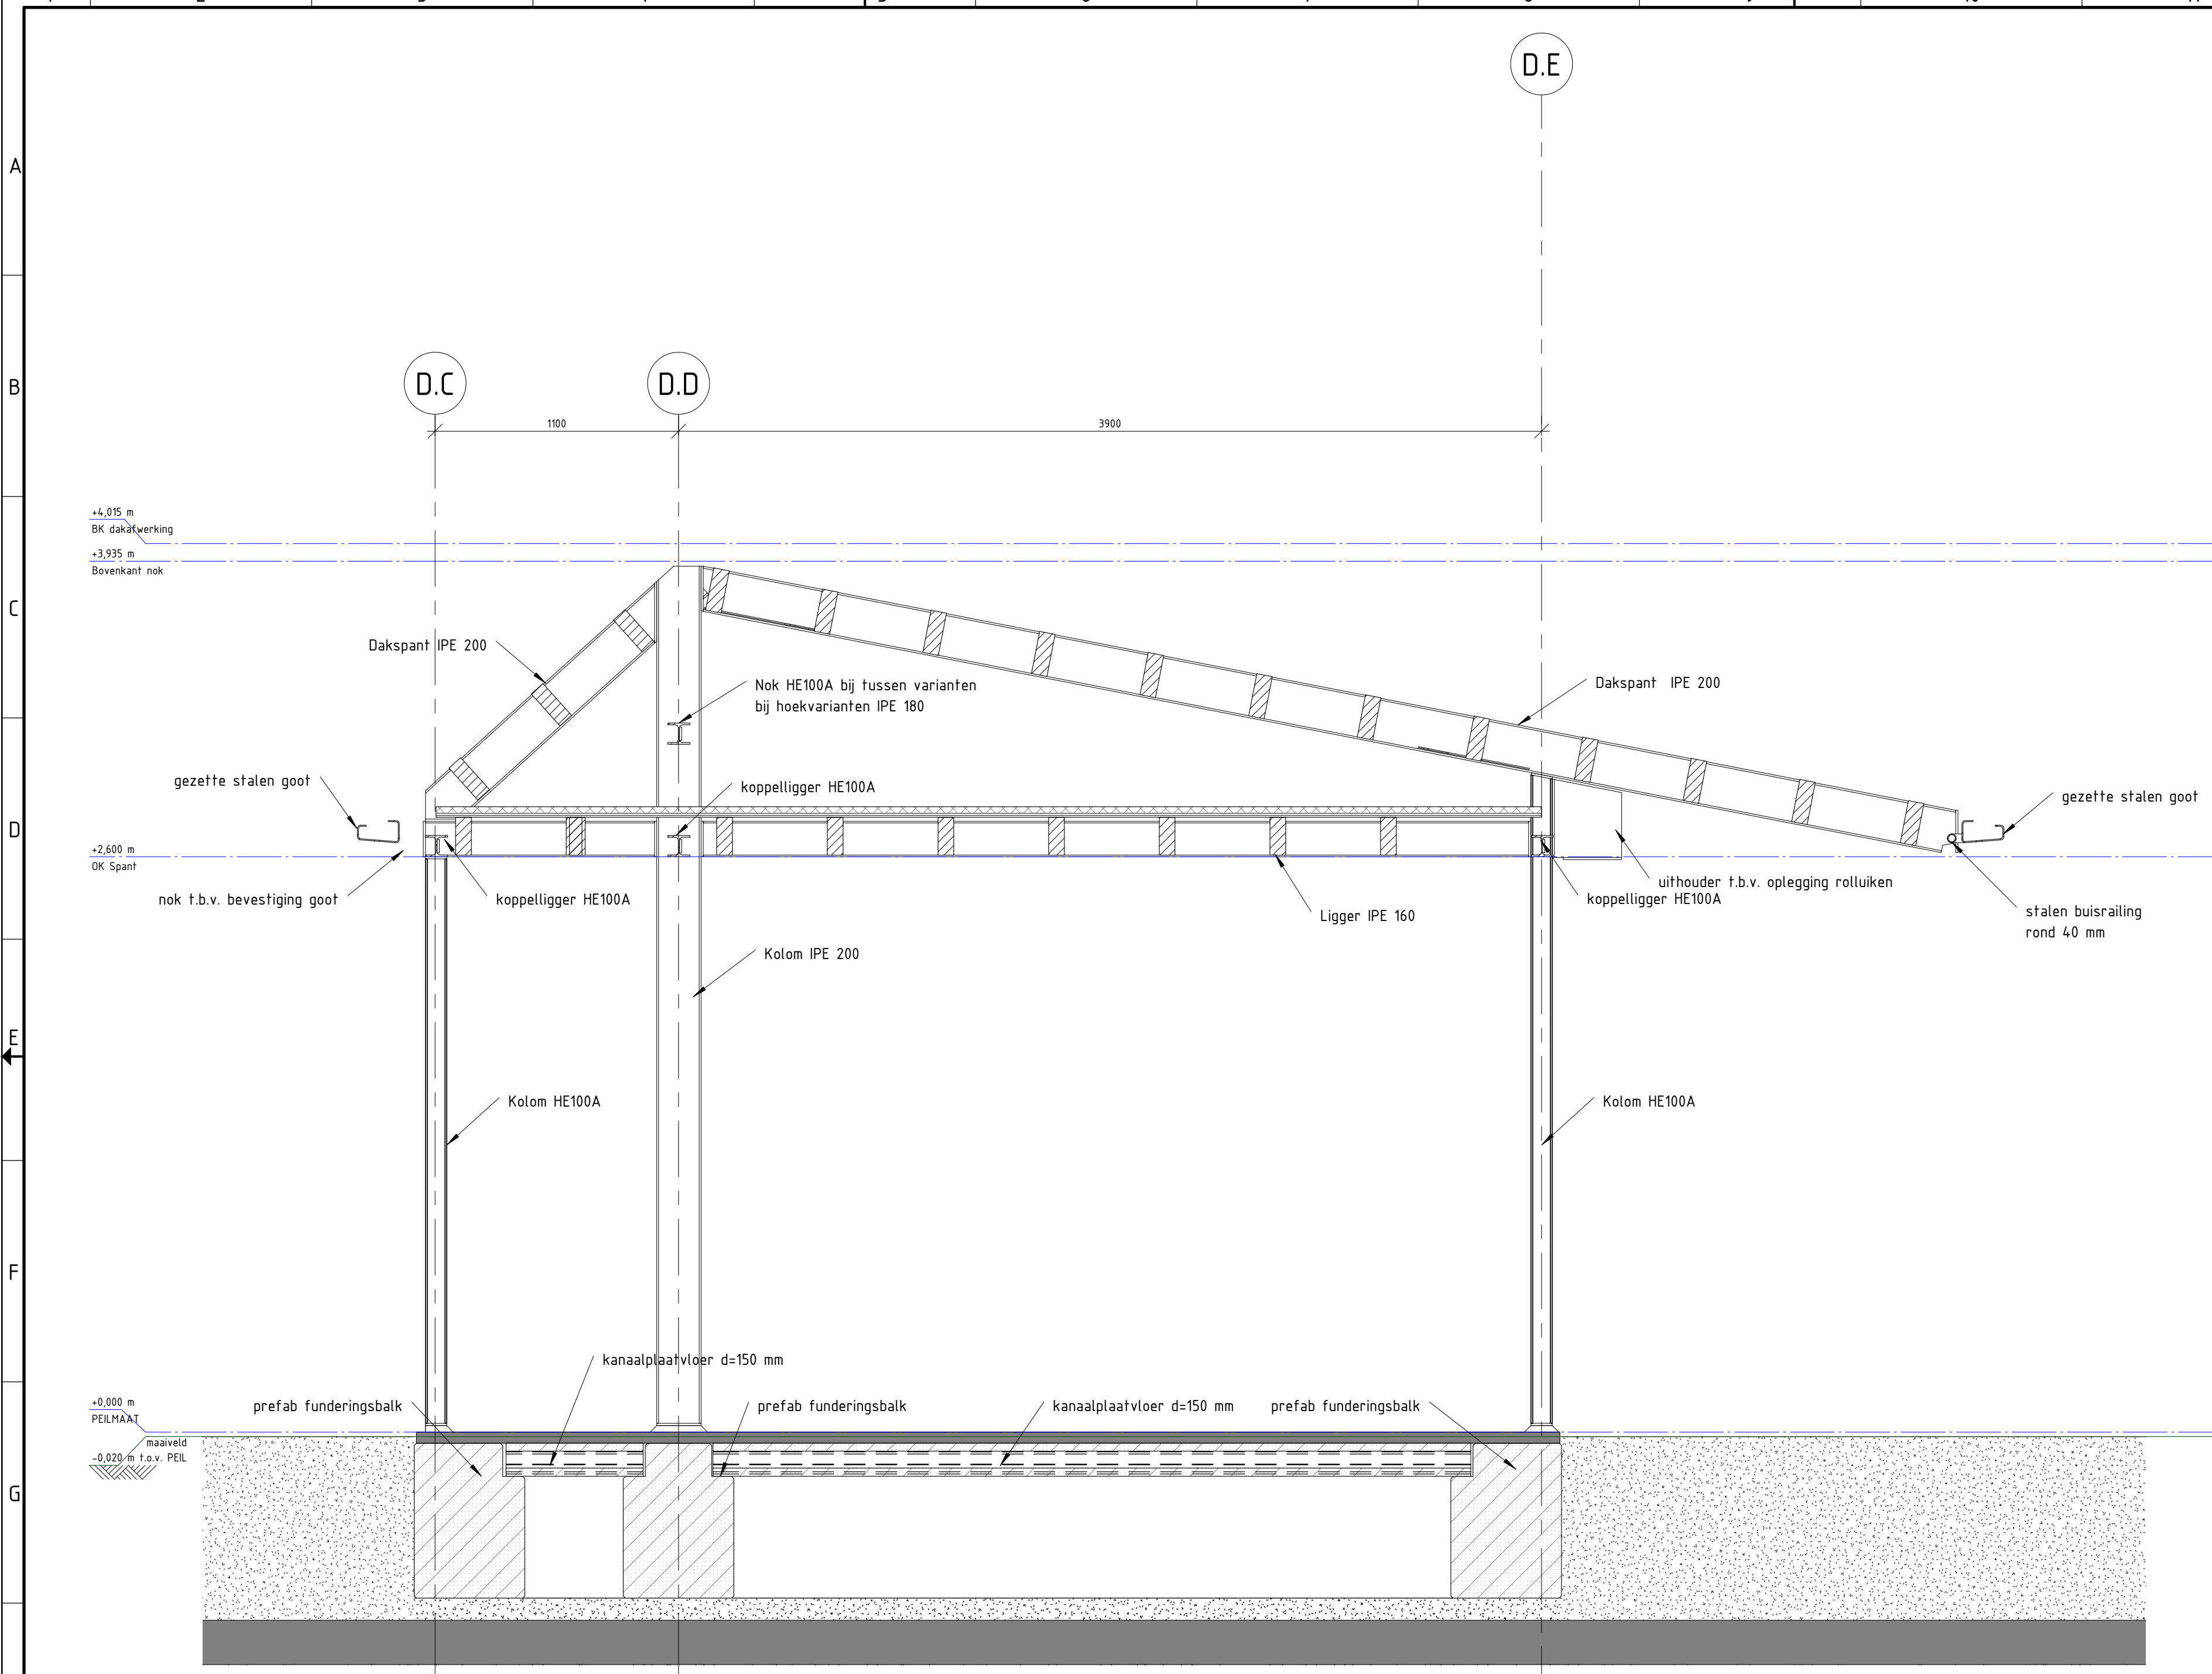 D.E
D.C
D.D
1100
3900
+4,015 m
BK dakafwerking
+3,935 m
Bovenkant nok
Dakspant IPE 200
Nok HE100A bij tussen varianten
bij hoekvarianten IPE 180
Dakspant IPE 200
gezette stalen goot
koppelligger HE100A
gezette stalen goot
+2,600 m
OK Spant
nok t.b.v. bevestiging goot
koppelligger HE100A
Ligger IPE 160
uithouder t.b.v. oplegging rolluiken
koppelligger HE100A
stalen buisrailing
rond 40 mm
Kolom IPE 200
Kolom HE100A
Kolom HE100A
kanaalplaatvloer d=150 mm
prefab funderingsbalk
prefab funderingsbalk
kanaalplaatvloer d=150 mm
prefab funderingsbalk
+0,000 m
PEILMAAT
maaiveld
-0,020 m t.o.v. PEIL
A
B
C
D
E
F
G